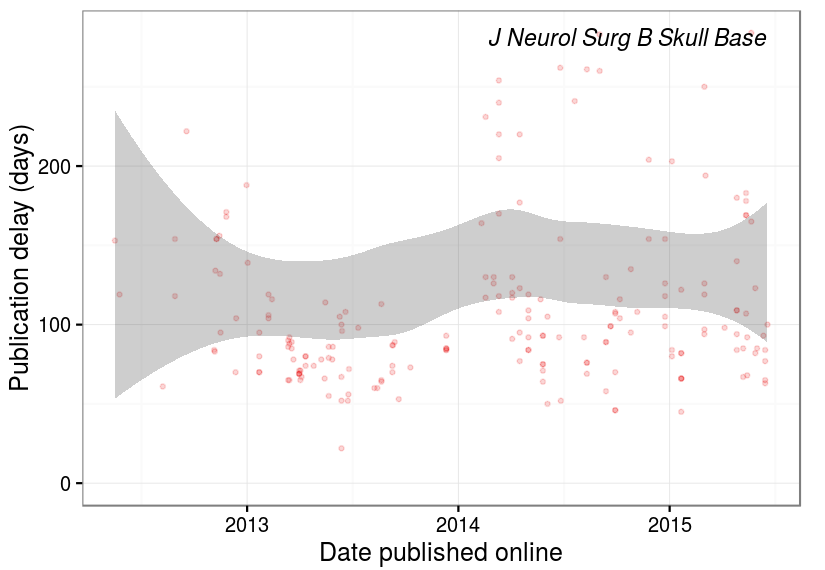 J Neurol Surg B Skull Base
Publication delay (days)
200
100
0
2013
2014
2015
Date published online